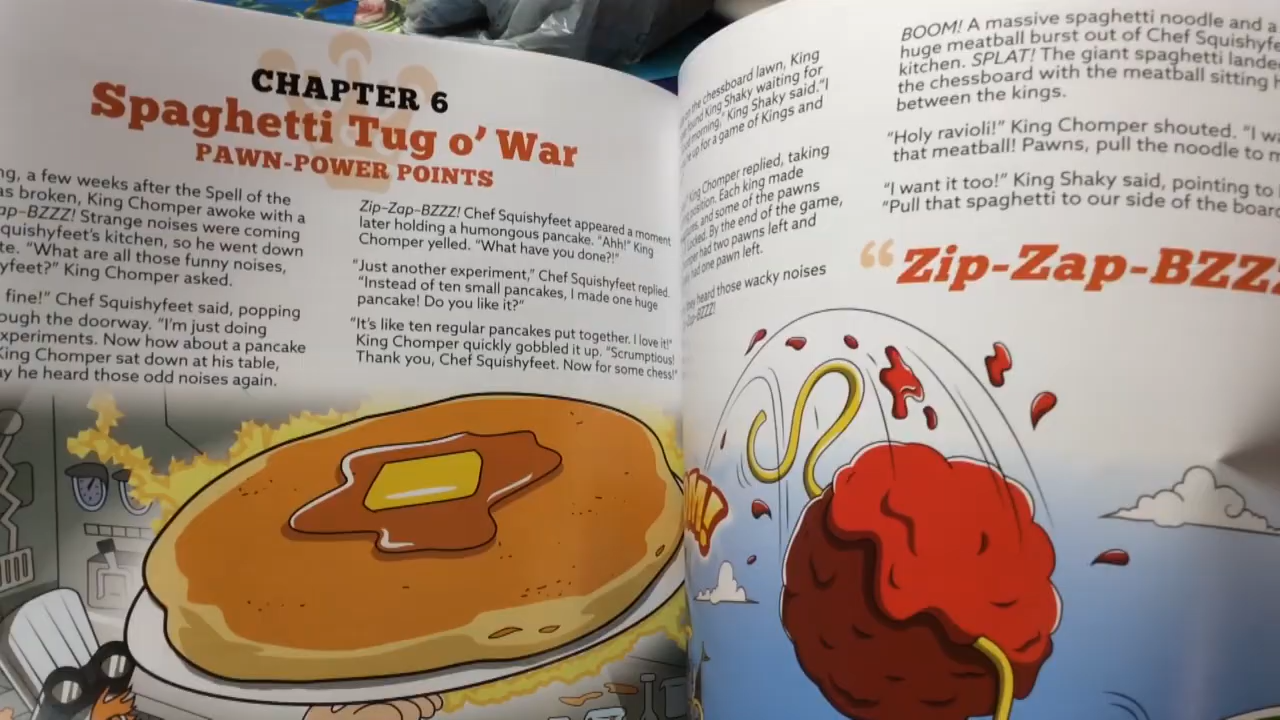 CHAPTER 6
Spaghetti Tug o' War
PAWN-POWER POINTS
ng, a few weeks after the Spell of the
as broken, King Chomper awoke with a
ap-BZZZ! Strange noises were coming
quishyfeet's kitchen, so he went down
te. "What are all those funny noises,
yfeet?" King Chomper asked.
fine!" Chef Squishyfeet said, popping
ough the doorway. "I'm just doing
xperiments. Now how about a pancake
King Chomper sat down at his table,
ay he heard those odd noises again.
Zip-Zap-BZZZ! Chef Squishyfeet appeared a moment
later holding a humongous pancake. "Ahh!" King
Chomper yelled. "What have you done?!"
"Just another experiment," Chef Squishyfeet replied.
"Instead of ten small pancakes, I made one huge
pancake! Do you like it?"
"It's like ten regular pancakes put together. I love it!"
King Chomper quickly gobbled it up. "Scrumptious!
Thank you, Chef Squishyfeet. Now for some chess!"
the chessboard lawn, King
found King Shaky waiting for
morning," King Shaky said. "I
up for a game of Kings and
King Chomper replied, taking
position. Each king made
and some of the pawns
locked. By the end of the game,
had two pawns left and
had one pawn left.
heard those wacky noises
BZZZ!
BOOM! A massive spaghetti noodle and a
huge meatball burst out of Chef Squishyfe
kitchen. SPLAT! The giant spaghetti lande
the chessboard with the meatball sitting h
between the kings.
"Holy ravioli!" King Chomper shouted. "I w
that meatball! Pawns, pull the noodle to m
"I want it too!" King Shaky said, pointing to
"Pull that spaghetti to our side of the board
"Zip-Zap-BZZZ
M!